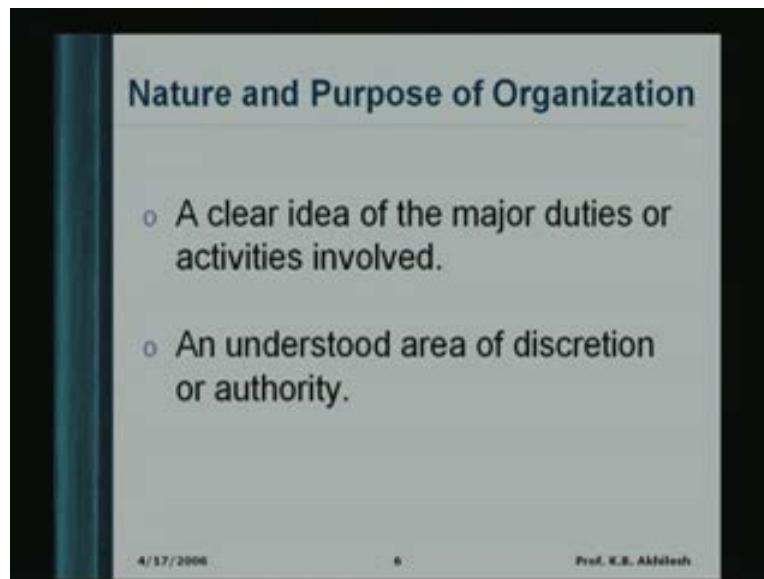 Nature and Purpose of Organization
o A clear idea of the major duties or
activities involved.
o An understood area of discretion
or authority.
4/17/2006 6 Prof. K.B. Akhilesh